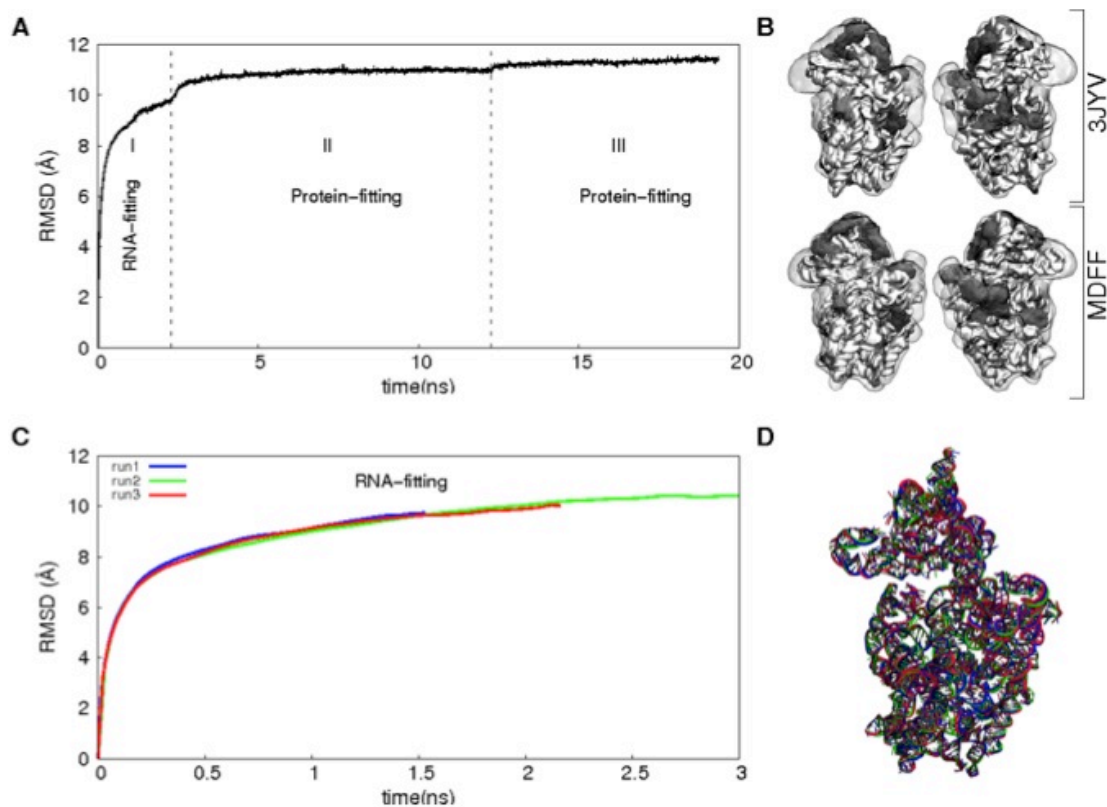 A
12
10
8
6
4
2
0
RMSD (Å)
I
II
III
RNA-fitting
Protein-fitting
Protein-fitting
0
5
10
15
20
time(ns)
B
3JYV
MDFF
C
12
10
8
6
4
2
0
RMSD (Å)
run1
run2
run3
RNA-fitting
0
0.5
1
1.5
2
2.5
3
time(ns)
D